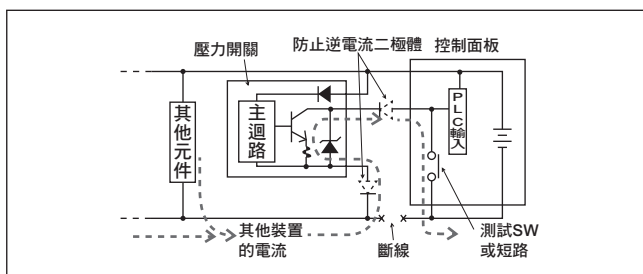 壓力開關
防止逆電流二極體
控制面板
其他元件
主迴路
PLC輸入
其他裝置
的電流
斷線
測試SW
或短路